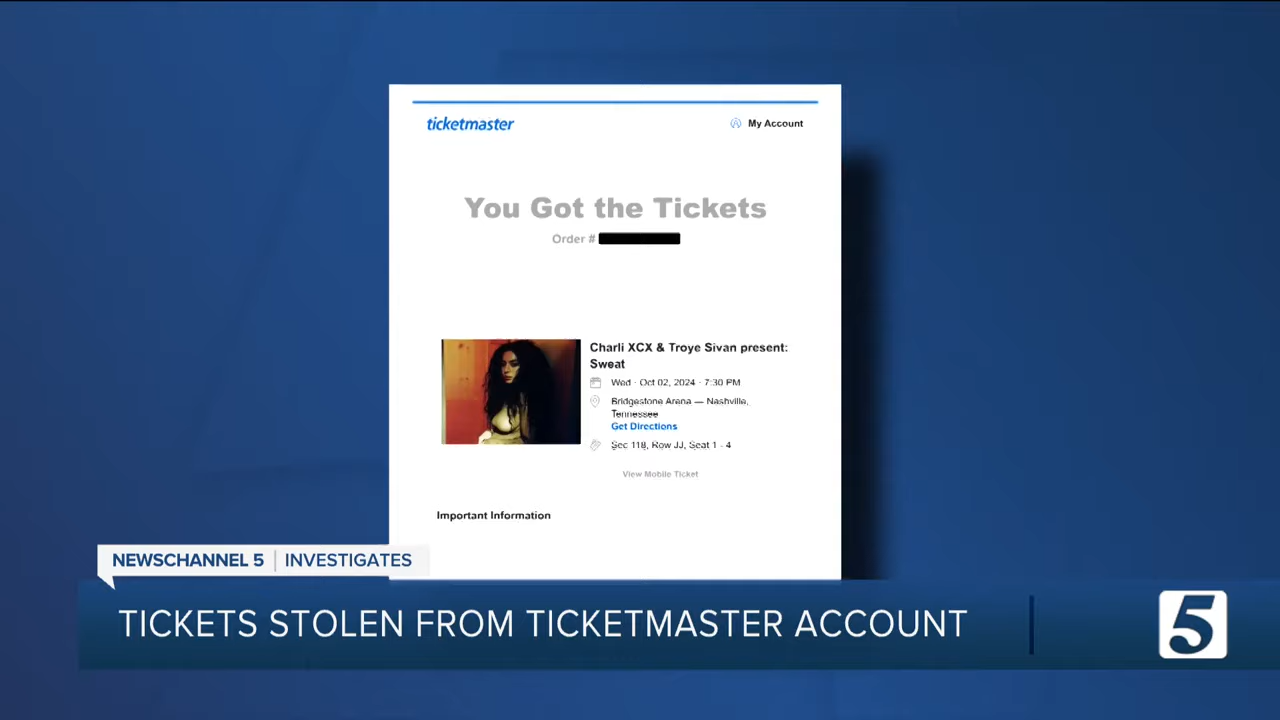 ticketmaster
My Account
You Got the Tickets
Order #
Charli XCX & Troye Sivan present:
Sweat
Wed · Oct 02, 2024 · 7:30 PM
Bridgestone Arena — Nashville,
Tennessee
Get Directions
Sec 118, Row JJ, Seat 1 - 4
View Mobile Ticket
Important Information
NEWSCHANNEL 5 | INVESTIGATES
TICKETS STOLEN FROM TICKETMASTER ACCOUNT
5